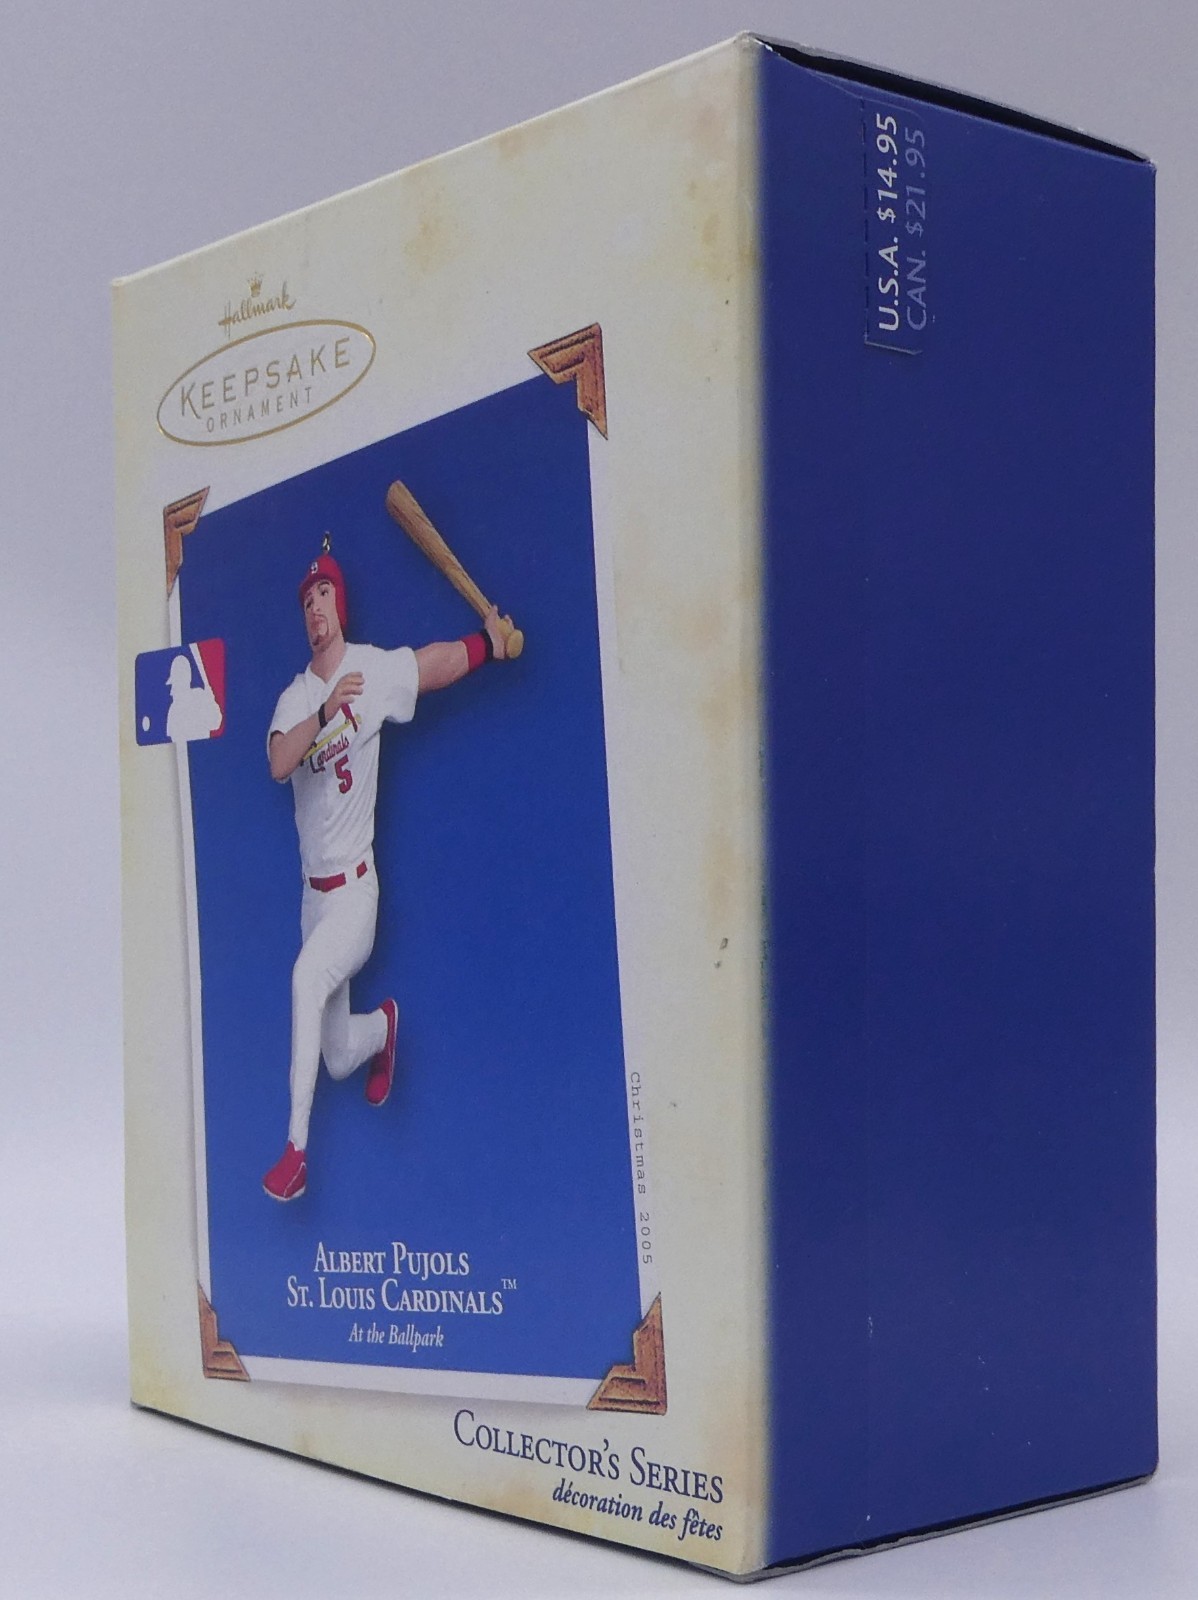 Hallmark
KEEPSAKE
ORNAMENT
Cardinals
5
ALBERT PUJOLS
ST. LOUIS CARDINALS™
At the Ballpark
Christmas 2005
COLLECTOR'S SERIES
décoration des fêtes
U.S.A. $14.95
CAN. $21.95